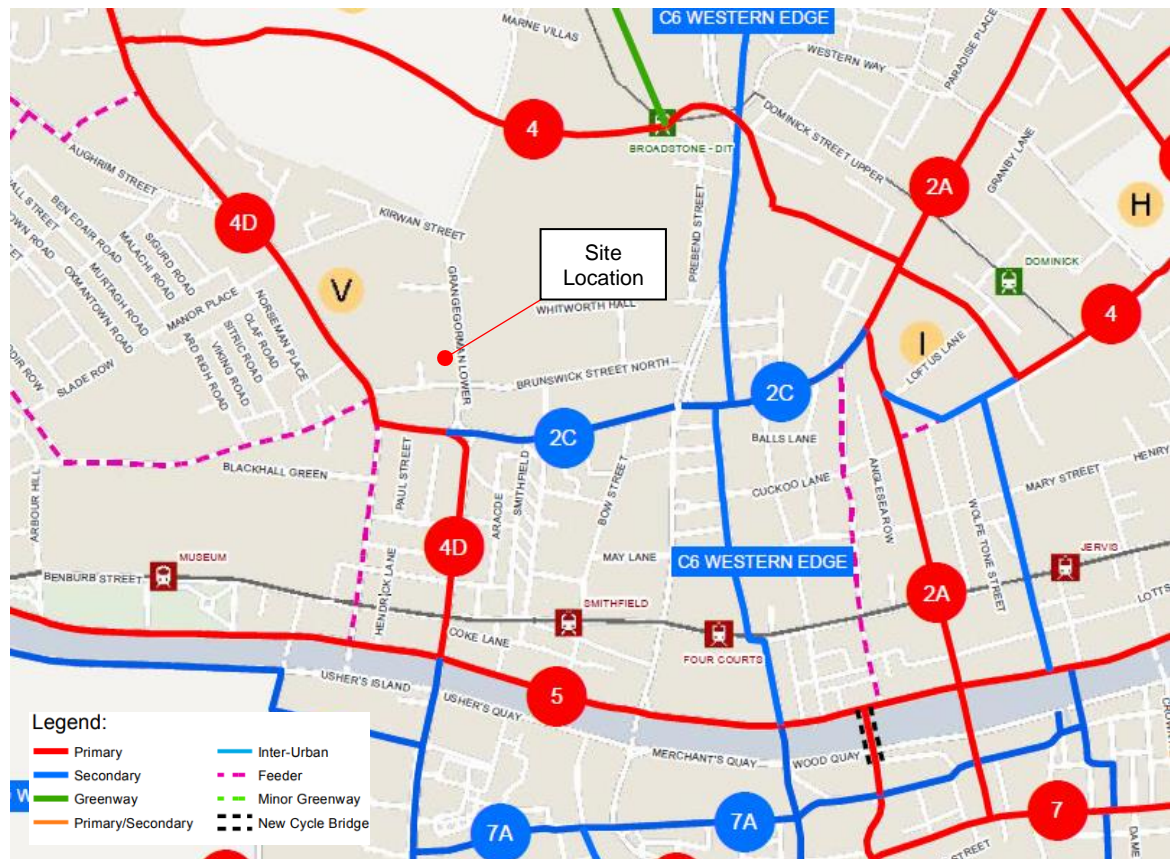 C6 WESTERN EDGE
MARNE VILLAS
WESTERN WAY
PARADISE PLACE
4
BROADSTONE - DIT
DOMINICK STREET UPPER
GRANBY LANE
2A
AUGHRIM STREET
4D
KIRWAN STREET
H
BEN EDAIR ROAD
SIGURD ROAD
MALACHI ROAD
MURTAGH ROAD
OXMANTOWN ROAD
MANOR PLACE
NORSEMAN PLACE
OLAF ROAD
SITRIC ROAD
VIKING ROAD
ARD RIGH ROAD
SLADE ROW
V
GRANGEGORMAN LOWER
Site
Location
PREBEND STREET
WHITWORTH HALL
DOMINICK
4
I
LOFTUS LANE
BRUNSWICK STREET NORTH
2C
2C
BALLS LANE
BLACKHALL GREEN
PAUL STREET
SMITHFIELD
BOW STREET
CUCKOO LANE
ANGLESEA ROW
MARY STREET
HENRY
ARBOUR HILL
ARACDE
WOLFE TONE STREET
4D
MAY LANE
C6 WESTERN EDGE
MUSEUM
BENBURB STREET
HENDRICK LANE
JERVIS
2A
LOTTS
SMITHFIELD
COKE LANE
FOUR COURTS
USHER'S ISLAND
5
USHER'S QUAY
MERCHANT'S QUAY
WOOD QUAY
Legend:
Primary
Inter-Urban
Secondary
Feeder
Greenway
Minor Greenway
Primary/Secondary
New Cycle Bridge
7A
7A
7
STREET
DAME